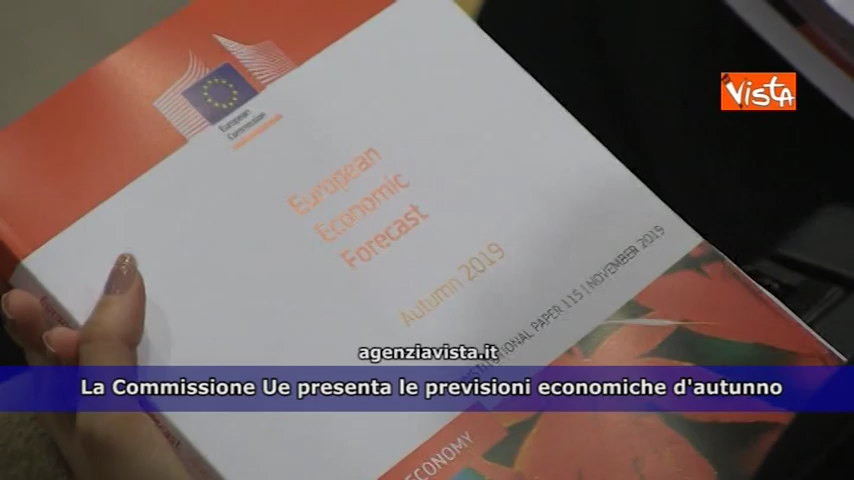 VISTA
European
Commission
European
Economic
Forecast
Autumn 2019
INSTITUTIONAL PAPER 115 | NOVEMBER 2019
agenziavista.it
La Commissione Ue presenta le previsioni economiche d'autunno
ECONOMY